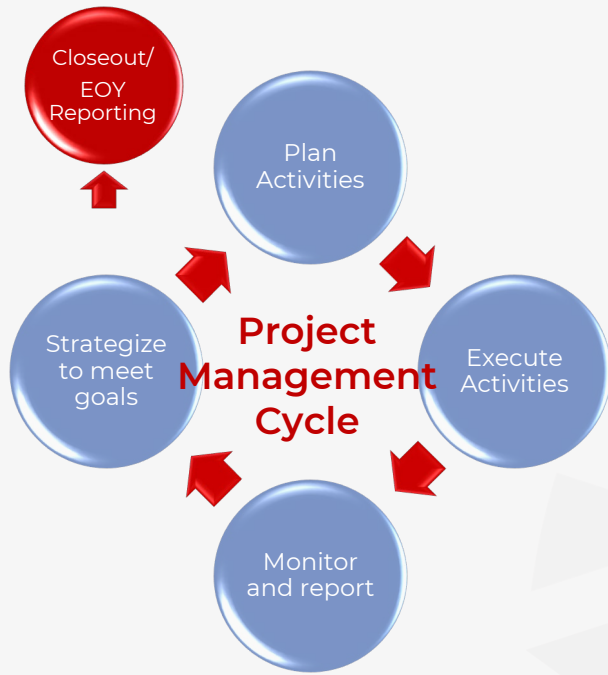 Closeout/
EOY
Reporting
Plan
Activities
Strategize
to meet
goals
Project
Management
Cycle
Execute
Activities
Monitor
and report